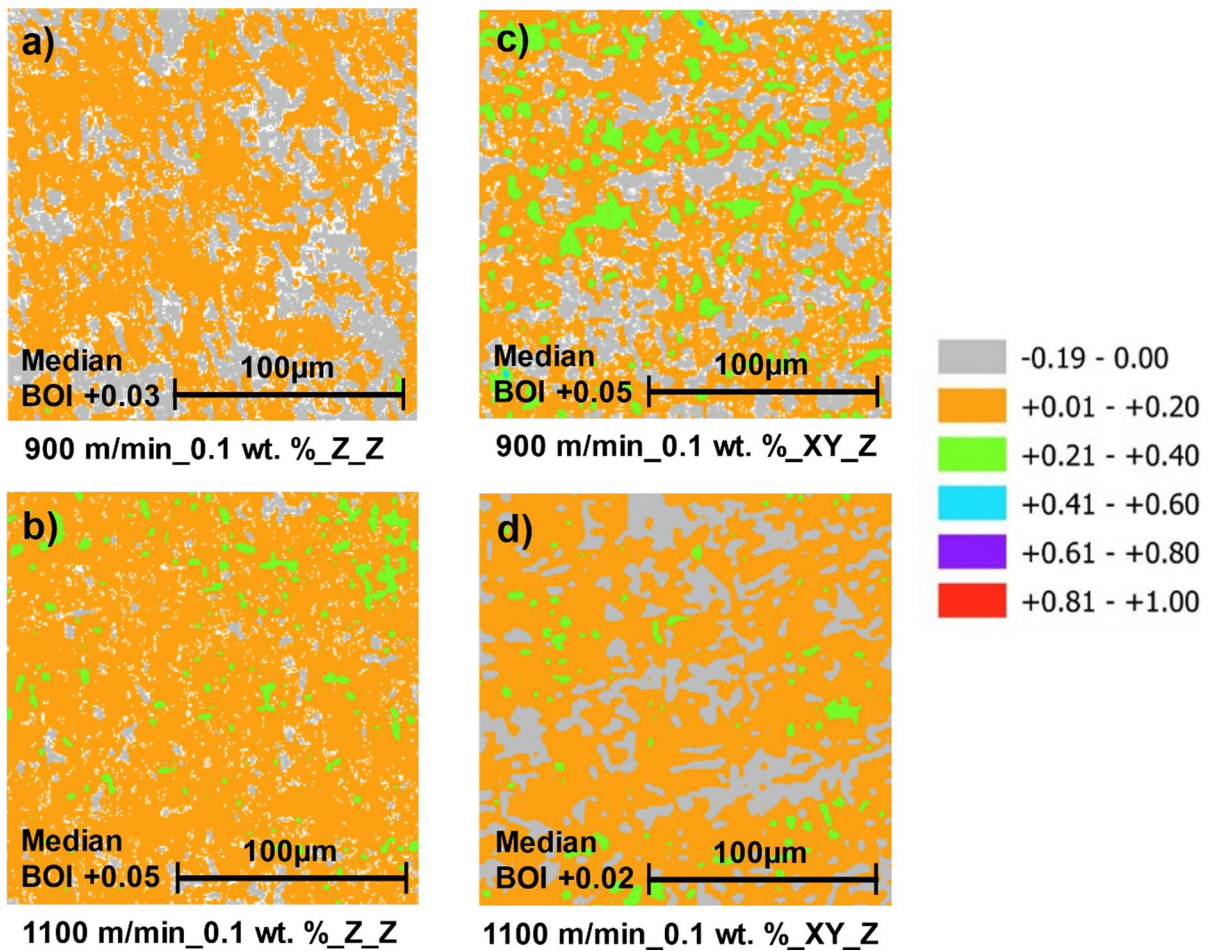 a)
100µm
Median
BOI +0.03
900 m/min_0.1 wt. %_Z_Z
c)
100µm
Median
BOI +0.05
900 m/min_0.1 wt. %_XY_Z
b)
100µm
Median
BOI +0.05
1100 m/min_0.1 wt. %_Z_Z
d)
100µm
Median
BOI +0.02
1100 m/min_0.1 wt. %_XY_Z
-0.19 - 0.00
+0.01 - +0.20
+0.21 - +0.40
+0.41 - +0.60
+0.61 - +0.80
+0.81 - +1.00